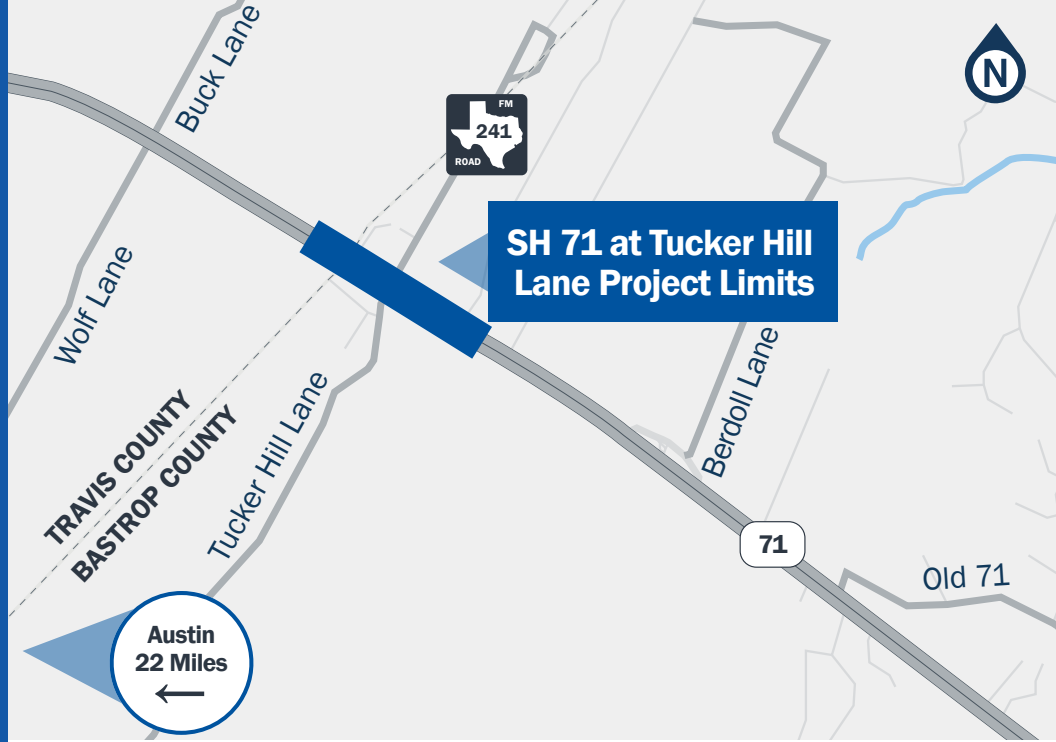 Buck Lane
N
FM
241
ROAD
SH 71 at Tucker Hill
Lane Project Limits
Wolf Lane
Berdoll Lane
TRAVIS COUNTY
BASTROP COUNTY
Tucker Hill Lane
71
Old 71
Austin
22 Miles
←